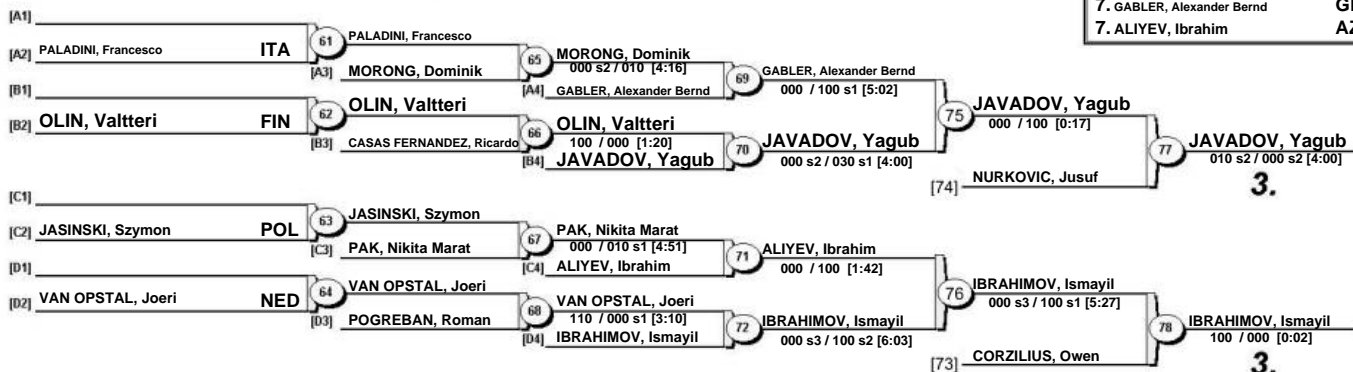 7. GABLER, Alexander Bernd
7. ALIYEV, Ibrahim AZ
[A1]
[A2] PALADINI, Francesco ITA
61
PALADINI, Francesco
[A3] MORONG, Dominik
65
MORONG, Dominik
000 s2 / 010 [4:16]
[A4] GABLER, Alexander Bernd
69
GABLER, Alexander Bernd
000 / 100 s1 [5:02]
[B1]
[B2] OLIN, Valtteri FIN
62
OLIN, Valtteri
[B3] CASAS FERNANDEZ, Ricardo
66
OLIN, Valtteri
100 / 000 [1:20]
[B4] JAVADOV, Yagub
70
JAVADOV, Yagub
000 s2 / 030 s1 [4:00]
75
JAVADOV, Yagub
000 / 100 [0:17]
[74] NURKOVIC, Jusuf
77
JAVADOV, Yagub
010 s2 / 000 s2 [4:00]
3.
[C1]
[C2] JASINSKI, Szymon POL
63
JASINSKI, Szymon
[C3] PAK, Nikita Marat
67
PAK, Nikita Marat
000 / 010 s1 [4:51]
[C4] ALIYEV, Ibrahim
71
ALIYEV, Ibrahim
000 / 100 [1:42]
[D1]
[D2] VAN OPSTAL, Joeri NED
64
VAN OPSTAL, Joeri
[D3] POGREBAN, Roman
68
VAN OPSTAL, Joeri
110 / 000 s1 [3:10]
[D4] IBRAHIMOV, Ismayil
72
IBRAHIMOV, Ismayil
000 s3 / 100 s2 [6:03]
76
IBRAHIMOV, Ismayil
000 s3 / 100 s1 [5:27]
[73] CORZILIUS, Owen
78
IBRAHIMOV, Ismayil
100 / 000 [0:02]
3.